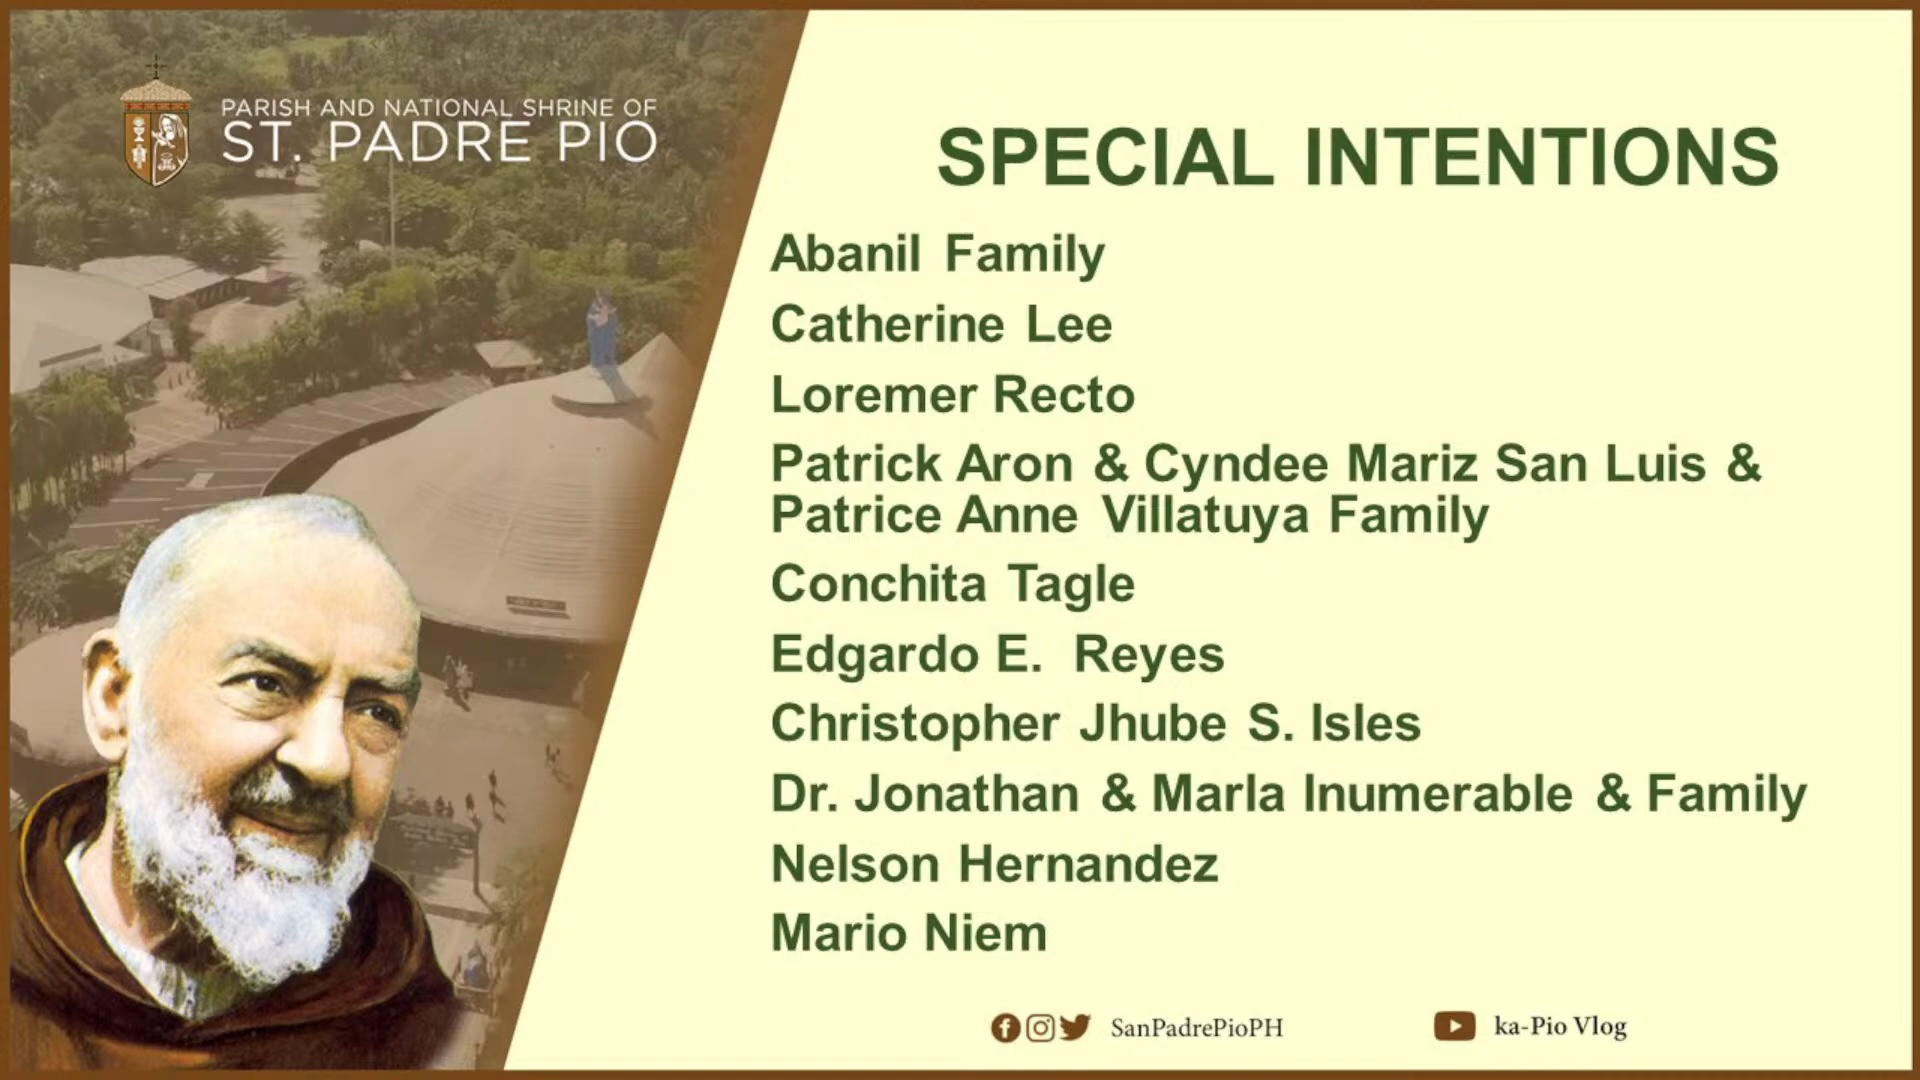 PARISH AND NATIONAL SHRINE OF
ST. PADRE PIO
SPECIAL INTENTIONS
Abanil Family
Catherine Lee
Loremer Recto
Patrick Aron & Cyndee Mariz San Luis &
Patrice Anne Villatuya Family
Conchita Tagle
Edgardo E. Reyes
Christopher Jhube S. Isles
Dr. Jonathan & Marla Inumerable & Family
Nelson Hernandez
Mario Niem
SanPadrePioPH
ka-Pio Vlog